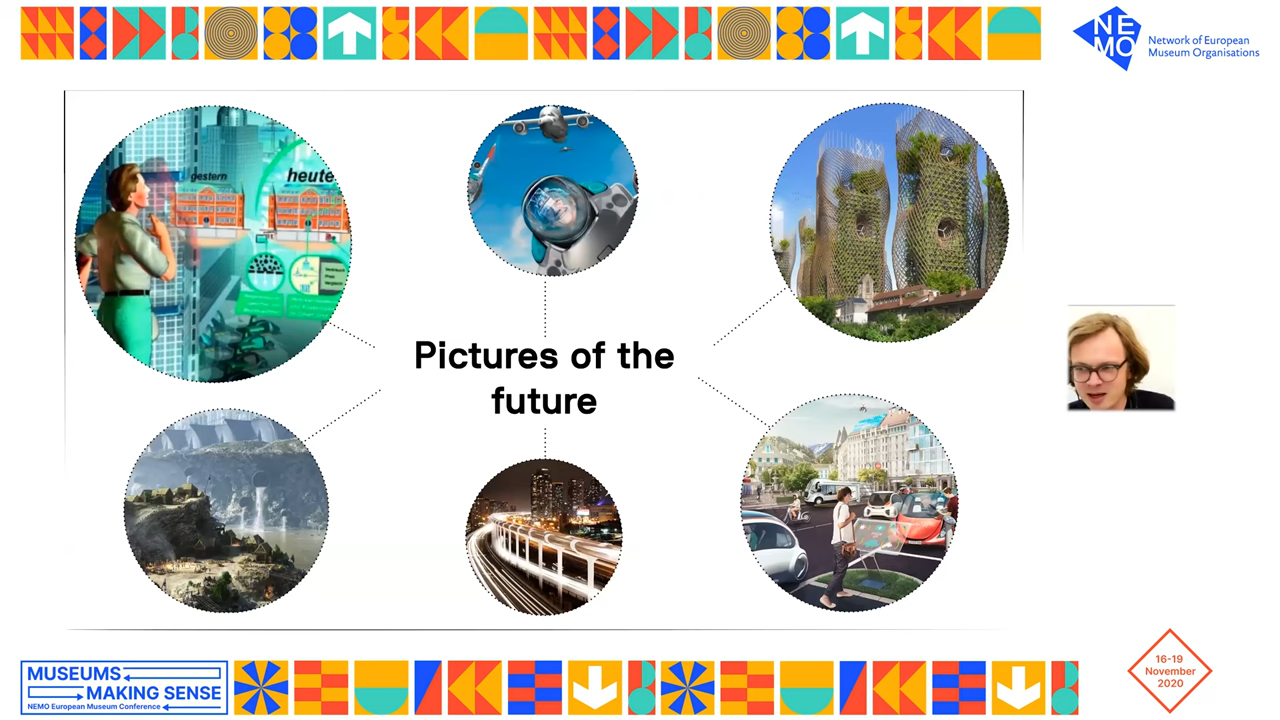 NE
MO
Network of European
Museum Organisations
gestern
heute
Pictures of the
future
MUSEUMS
MAKING SENSE
NEMO European Museum Conference
16-19
November
2020